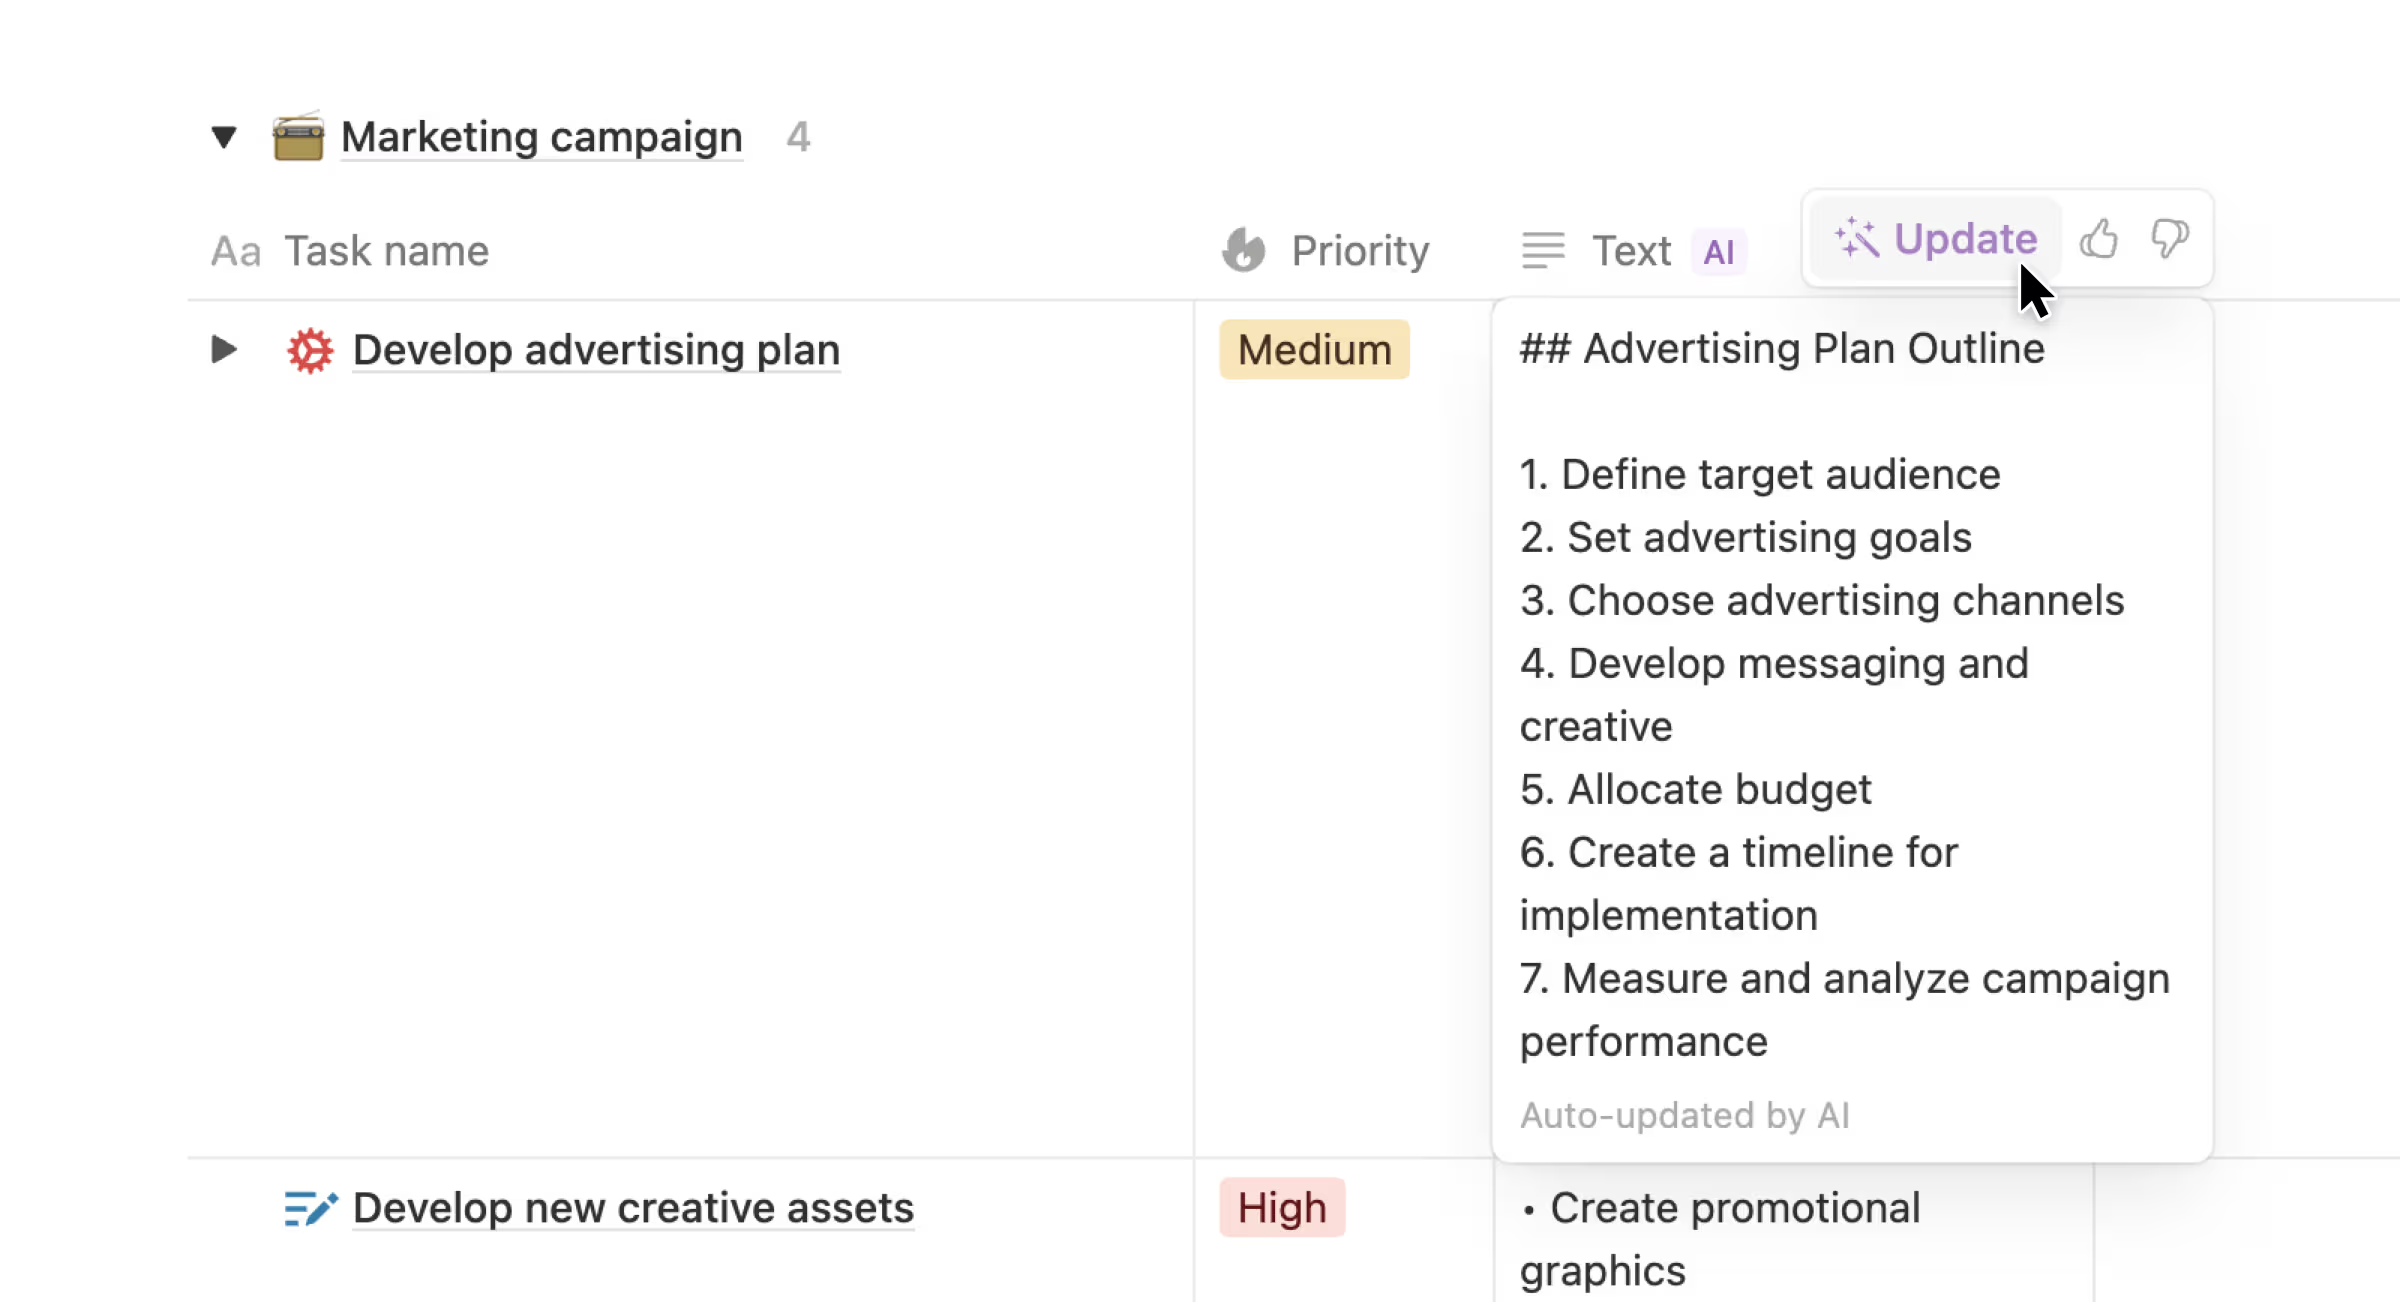 Marketing campaign 4
Aa Task name
Priority
Text AI
Update
Develop advertising plan
Medium
## Advertising Plan Outline
1. Define target audience
2. Set advertising goals
3. Choose advertising channels
4. Develop messaging and
creative
5. Allocate budget
6. Create a timeline for
implementation
7. Measure and analyze campaign
performance
Auto-updated by AI
Develop new creative assets
High
• Create promotional
graphics